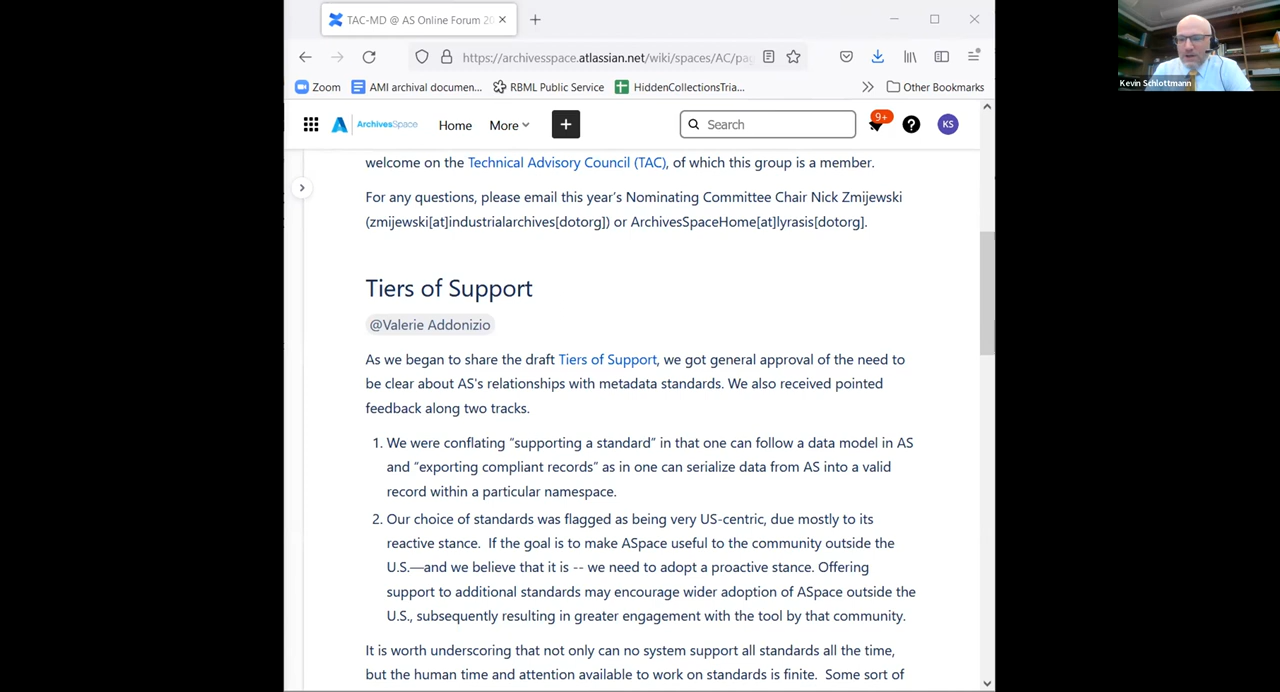 TAC-MD @ AS Online Forum 20
https://archivesspace.atlassian.net/wiki/spaces/AC/pag
Zoom
RBML Public Service
HiddenCollectionsTria...
Other Bookmarks
Kevin Schlottmann
ArchivesSpace
Home
More
Search
9+
KS
welcome on the Technical Advisory Council (TAC), of which this group is a member.
For any questions, please email this year's Nominating Committee Chair Nick Zmijewski
(zmijewski[at]industrialarchives[dotorg]) or ArchivesSpaceHome[at]lyrasis[dotorg].
Tiers of Support
@Valerie Addonizio
As we began to share the draft Tiers of Support, we got general approval of the need to
be clear about AS's relationships with metadata standards. We also received pointed
feedback along two tracks.
1. We were conflating “supporting a standard” in that one can follow a data model in AS
and “exporting compliant records” as in one can serialize data from AS into a valid
record within a particular namespace.
2. Our choice of standards was flagged as being very US-centric, due mostly to its
reactive stance.  If the goal is to make ASpace useful to the community outside the
U.S.—and we believe that it is -- we need to adopt a proactive stance. Offering
support to additional standards may encourage wider adoption of ASpace outside the
U.S., subsequently resulting in greater engagement with the tool by that community.
It is worth underscoring that not only can no system support all standards all the time,
but the human time and attention available to work on standards is finite.  Some sort of